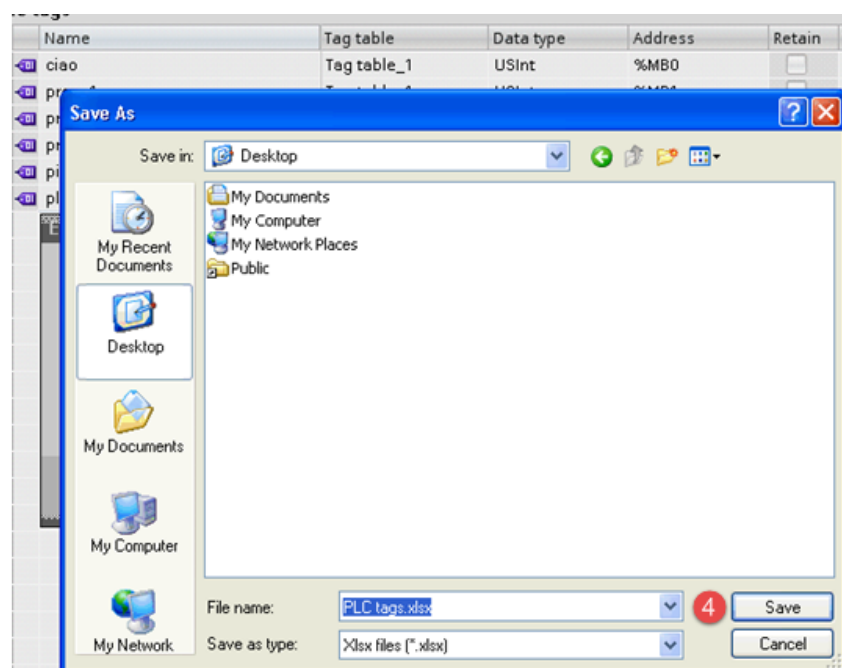 Name Tag table Data type Address Retain
ciao Tag table_1 USInt %MB0
Save As
Save in: Desktop
My Documents
My Computer
My Network Places
Public
My Recent
Documents
Desktop
My Documents
My Computer
My Network
File name: PLC tags.xlsx 4 Save
Save as type: Xlsx files (*.xlsx) Cancel